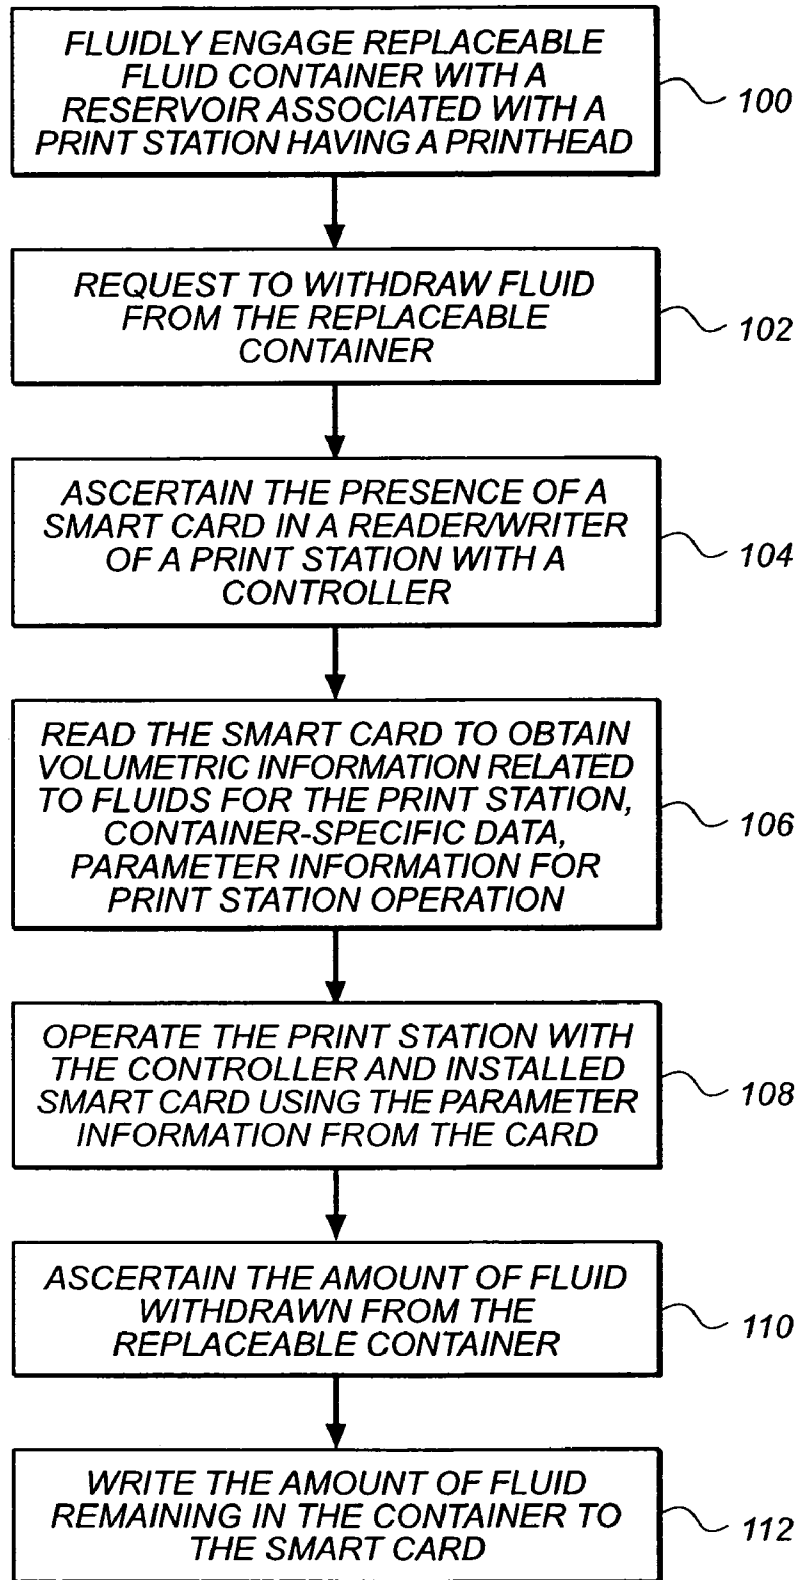 FLUIDLY ENGAGE REPLACEABLE
FLUID CONTAINER WITH A
RESERVOIR ASSOCIATED WITH A
PRINT STATION HAVING A PRINTHEAD
100
REQUEST TO WITHDRAW FLUID
FROM THE REPLACEABLE
CONTAINER
102
ASCERTAIN THE PRESENCE OF A
SMART CARD IN A READER/WRITER
OF A PRINT STATION WITH A
CONTROLLER
104
READ THE SMART CARD TO OBTAIN
VOLUMETRIC INFORMATION RELATED
TO FLUIDS FOR THE PRINT STATION,
CONTAINER-SPECIFIC DATA,
PARAMETER INFORMATION FOR
PRINT STATION OPERATION
106
OPERATE THE PRINT STATION WITH
THE CONTROLLER AND INSTALLED
SMART CARD USING THE PARAMETER
INFORMATION FROM THE CARD
108
ASCERTAIN THE AMOUNT OF FLUID
WITHDRAWN FROM THE
REPLACEABLE CONTAINER
110
WRITE THE AMOUNT OF FLUID
REMAINING IN THE CONTAINER TO
THE SMART CARD
112